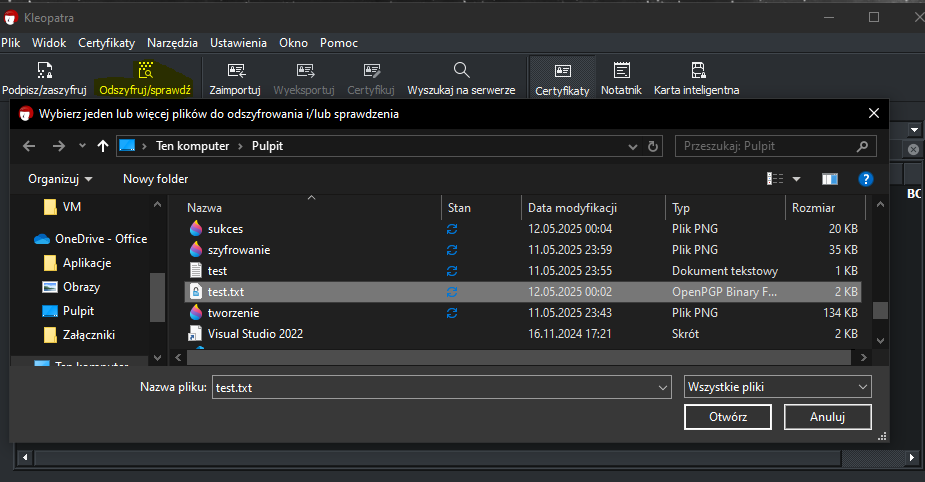 Kleopatra
Plik Widok Certyfikaty Narzędzia Ustawienia Okno Pomoc
Podpisz/zaszyfruj Odszyfruj/sprawdź Zaimportuj Wyeksportuj Certyfikuj Wyszukaj na serwerze Certyfikaty Notatnik Karta inteligentna
Wybierz jeden lub więcej plików do odszyfrowania i/lub sprawdzenia
Ten komputer > Pulpit
Przeszukaj: Pulpit
Organizuj Nowy folder
VM
OneDrive - Office
Aplikacje
Obrazy
Pulpit
Załączniki
Ten komputer
Nazwa Stan Data modyfikacji Typ Rozmiar
sukces 12.05.2025 00:04 Plik PNG 20 KB
szyfrowanie 11.05.2025 23:59 Plik PNG 35 KB
test 11.05.2025 23:55 Dokument tekstowy 1 KB
test.txt 12.05.2025 00:02 OpenPGP Binary F... 2 KB
tworzenie 11.05.2025 23:43 Plik PNG 134 KB
Visual Studio 2022 16.11.2024 17:21 Skrót 2 KB
Nazwa pliku: test.txt Wszystkie pliki
Otwórz Anuluj